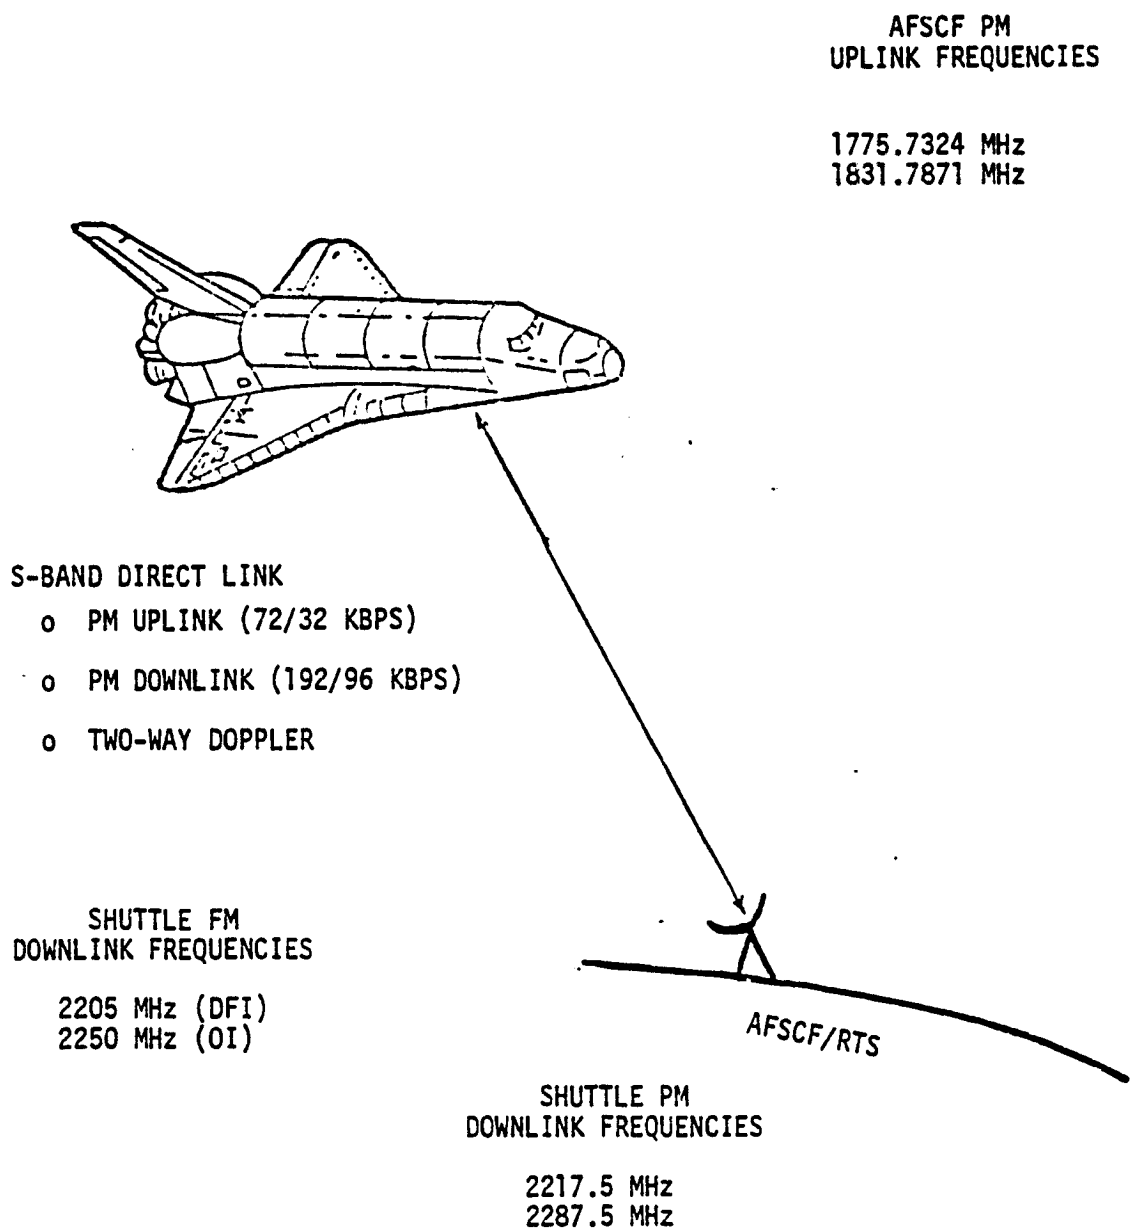 AFSCF PM
UPLINK FREQUENCIES
1775.7324 MHz
1831.7871 MHz
S-BAND DIRECT LINK
o PM UPLINK (72/32 KBPS)
o PM DOWNLINK (192/96 KBPS)
o TWO-WAY DOPPLER
SHUTTLE FM
DOWNLINK FREQUENCIES
2205 MHz (DFI)
2250 MHz (OI)
AFSCF/RTS
SHUTTLE PM
DOWNLINK FREQUENCIES
2217.5 MHz
2287.5 MHz